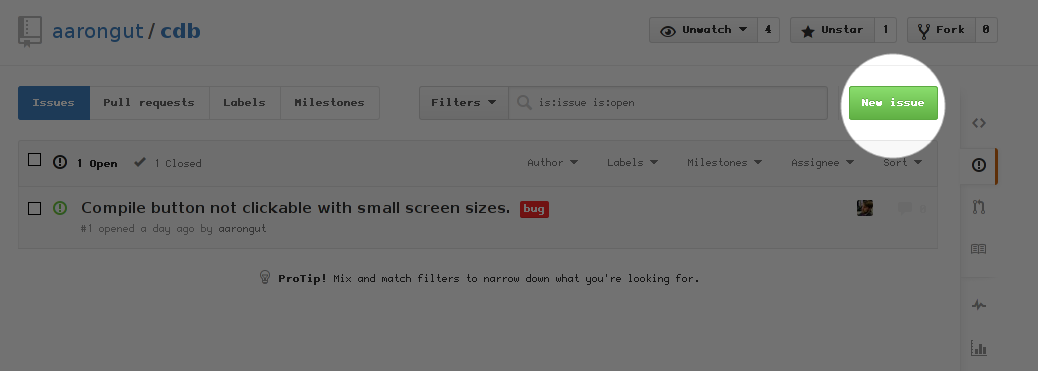 aarongut / cdb
Unwatch 4 Unstar 1 Fork 0
Issues Pull requests Labels Milestones Filters is:issue is:open New issue
1 Open 1 Closed Author Labels Milestones Assignee Sort
Compile button not clickable with small screen sizes. bug
#1 opened a day ago by aarongut
ProTip! Mix and match filters to narrow down what you're looking for.